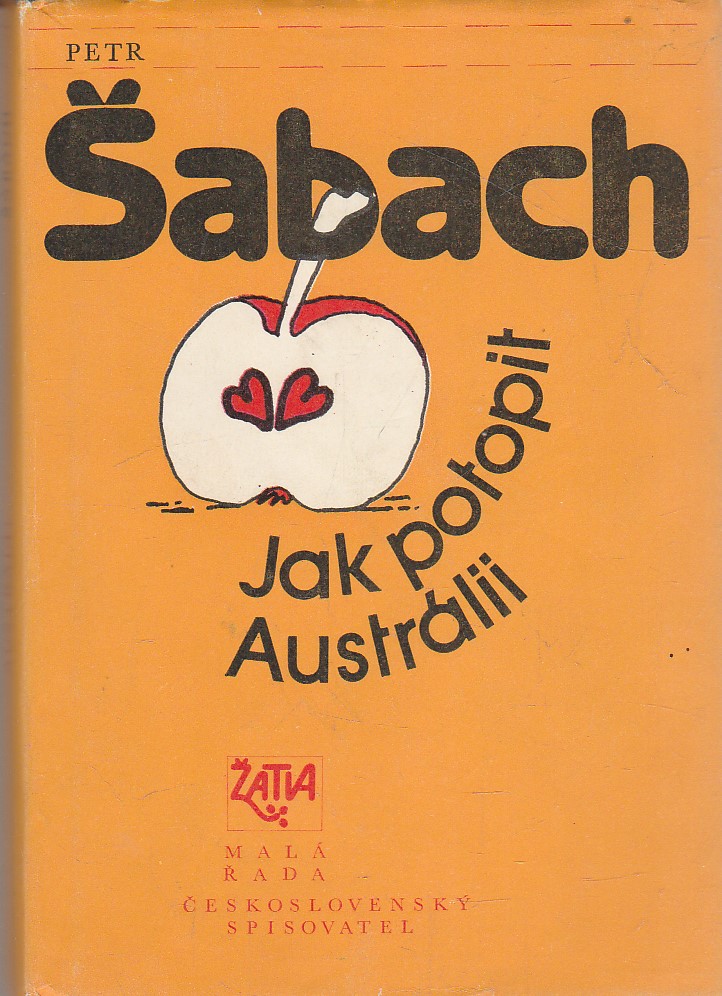 PETR
Šabach
Jak potopit
Austrálii
ŽATVA
MALÁ
ŘADA
ČESKOSLOVENSKÝ
SPISOVATEL